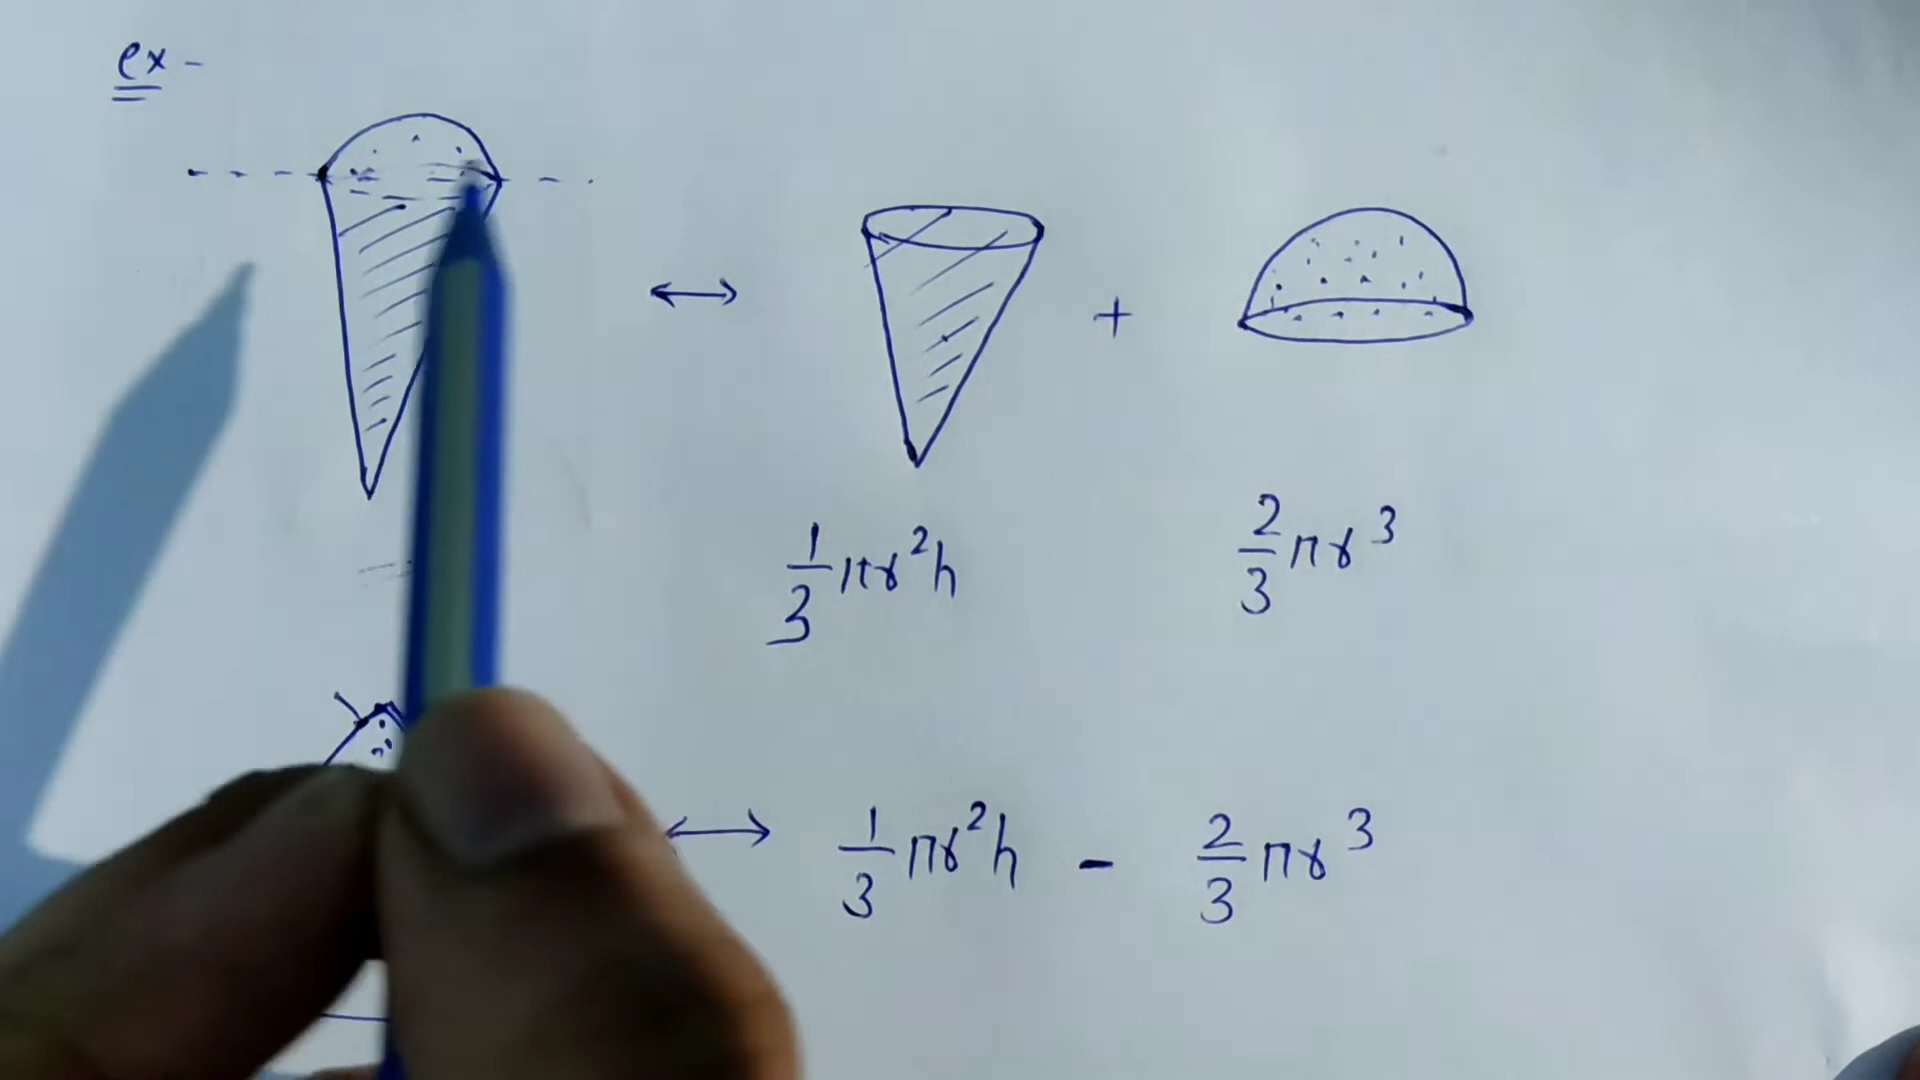 ex -
↔ +
1/3 πr²h 2/3 πr³
↔ 1/3 πr²h - 2/3 πr³